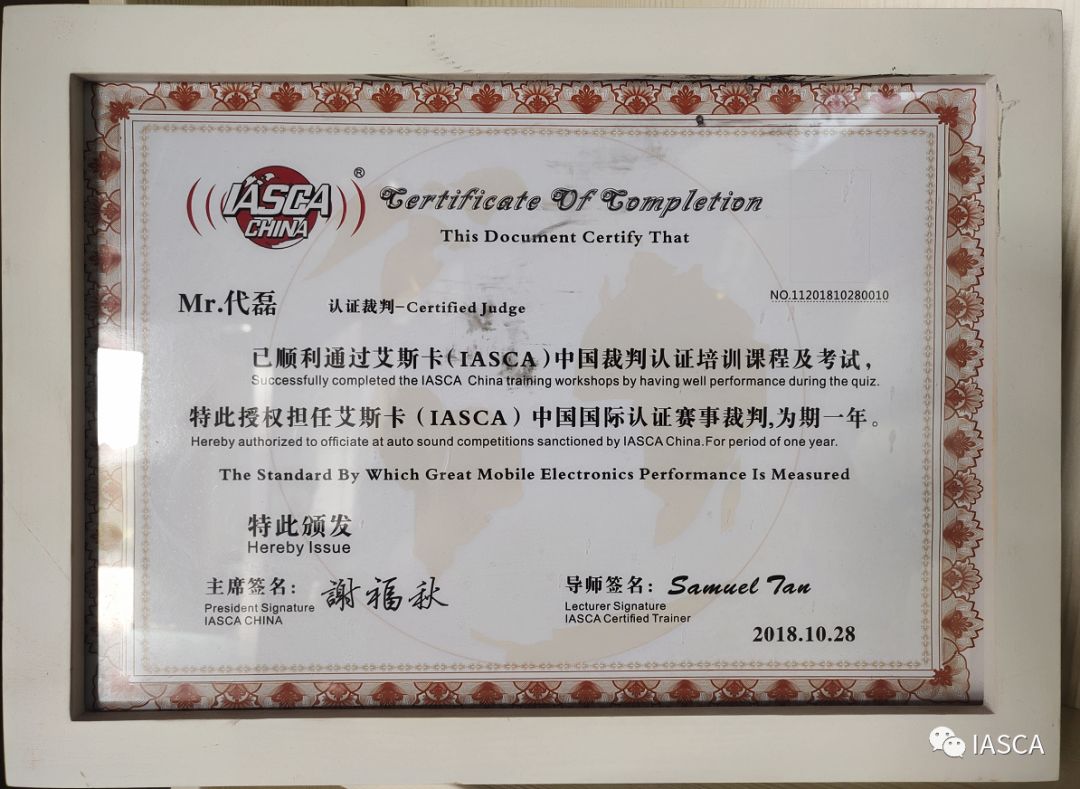 IASCA ®
CHINA
Certificate Of Completion
This Document Certify That
NO.11201810280010
Mr.代磊 认证裁判-Certified Judge
已顺利通过艾斯卡(IASCA)中国裁判认证培训课程及考试,
Successfully completed the IASCA China training workshops by having well performance during the quiz.
特此授权担任艾斯卡(IASCA)中国国际认证赛事裁判,为期一年。
Hereby authorized to officiate at auto sound competitions sanctioned by IASCA China.For period of one year.
The Standard By Which Great Mobile Electronics Performance Is Measured
特此颁发
Hereby Issue
主席签名: 謝福秋
President Signature
IASCA CHINA
导师签名: Samuel Tan
Lecturer Signature
IASCA Certified Trainer
2018.10.28
IASCA